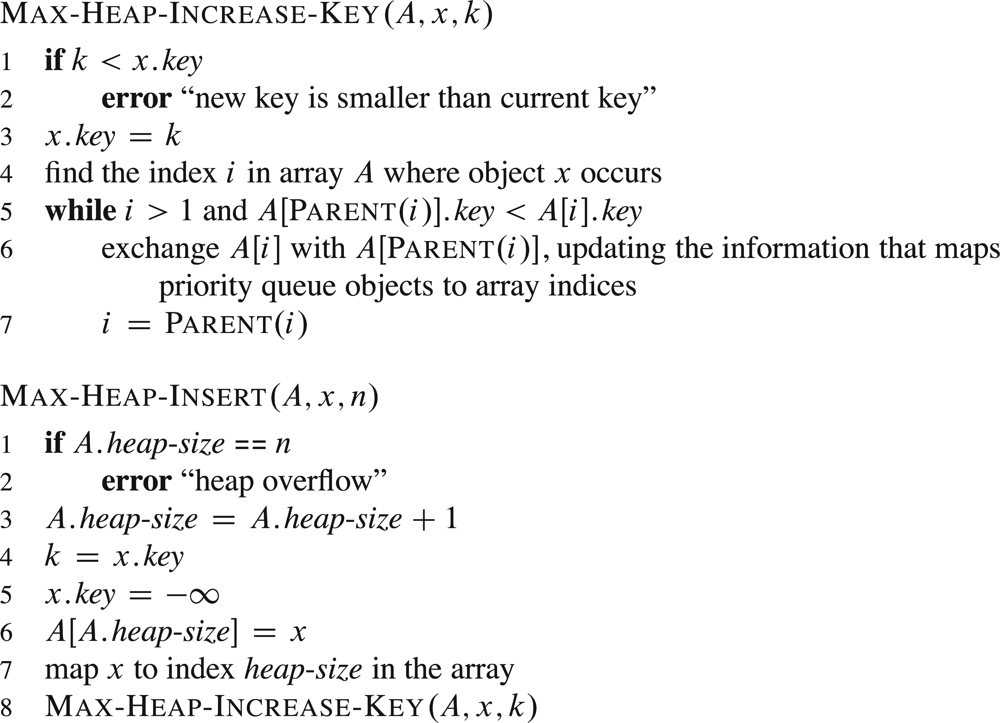 MAX-HEAP-INCREASE-KEY(A, x, k)
1 if k < x.key
2 error “new key is smaller than current key”
3 x.key = k
4 find the index i in array A where object x occurs
5 while i > 1 and A[PARENT(i)].key < A[i].key
6 exchange A[i] with A[PARENT(i)], updating the information that maps
priority queue objects to array indices
7 i = PARENT(i)
MAX-HEAP-INSERT(A, x, n)
1 if A.heap-size == n
2 error “heap overflow”
3 A.heap-size = A.heap-size + 1
4 k = x.key
5 x.key = −∞
6 A[A.heap-size] = x
7 map x to index heap-size in the array
8 MAX-HEAP-INCREASE-KEY(A, x, k)